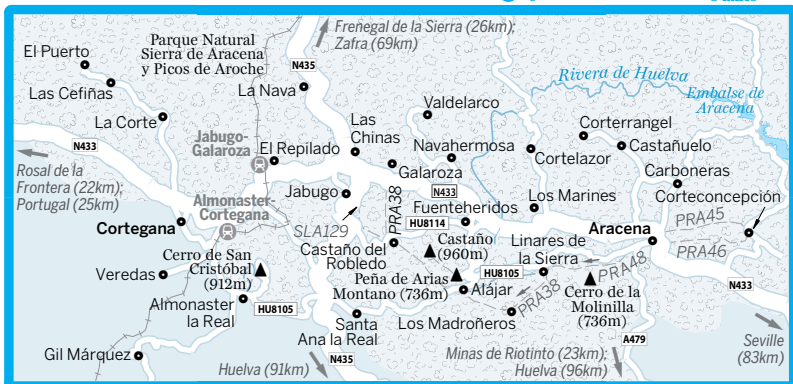 Frenegal de la Sierra (26km);
Zafra (69km)
El Puerto
Parque Natural
Sierra de Aracena
y Picos de Aroche
N435
Las Cefiñas
La Nava
Rivera de Huelva
Embalse de
Aracena
La Corte
Valdelarco
Corterrangel
Castañuelo
N433
Jabugo-
Galaroza
El Repilado
Las
Chinas
Navahermosa
Cortelazor
Carboneras
Galaroza
Corteconcepción
Rosal de la
Frontera (22km);
Portugal (25km)
Almonaster-
Cortegana
Jabugo
PRA38
N433
Fuenteheridos
Los Marines
PRA45
Cortegana
SLA129
HU8114
Aracena
PRA46
Cerro de San
Cristóbal
(912m)
Castaño del
Robledo
Castaño
(960m)
Linares de
la Sierra
PRA48
Veredas
Peña de Arias
Montano (736m)
HU8105
Alájar
PRA38
Cerro de la
Molinilla
(736m)
N433
Almonaster
la Real
HU8105
Santa
Ana la Real
Los Madroñeros
Gil Márquez
Huelva (91km)
N435
Minas de Riotinto (23km);
Huelva (96km)
A479
Seville
(83km)